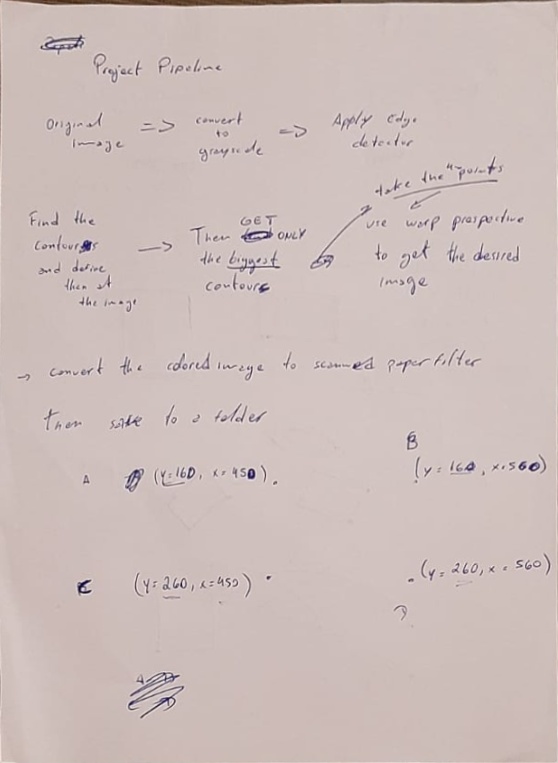 Project Pipeline
Original
image
=> convert
to
grayscale
=> Apply Edge
detector
Find the
contours
and
then at
the image
Then GET ONLY
the biggest
contours
take the 4 points
use warp prespective
to get the desired
image
→ convert the colored image to scanned paper filter
then save to a folder
A (y=160, x=450).
B
(y=160, x=560)
C (y=260, x=450)
(y=260, x=560)